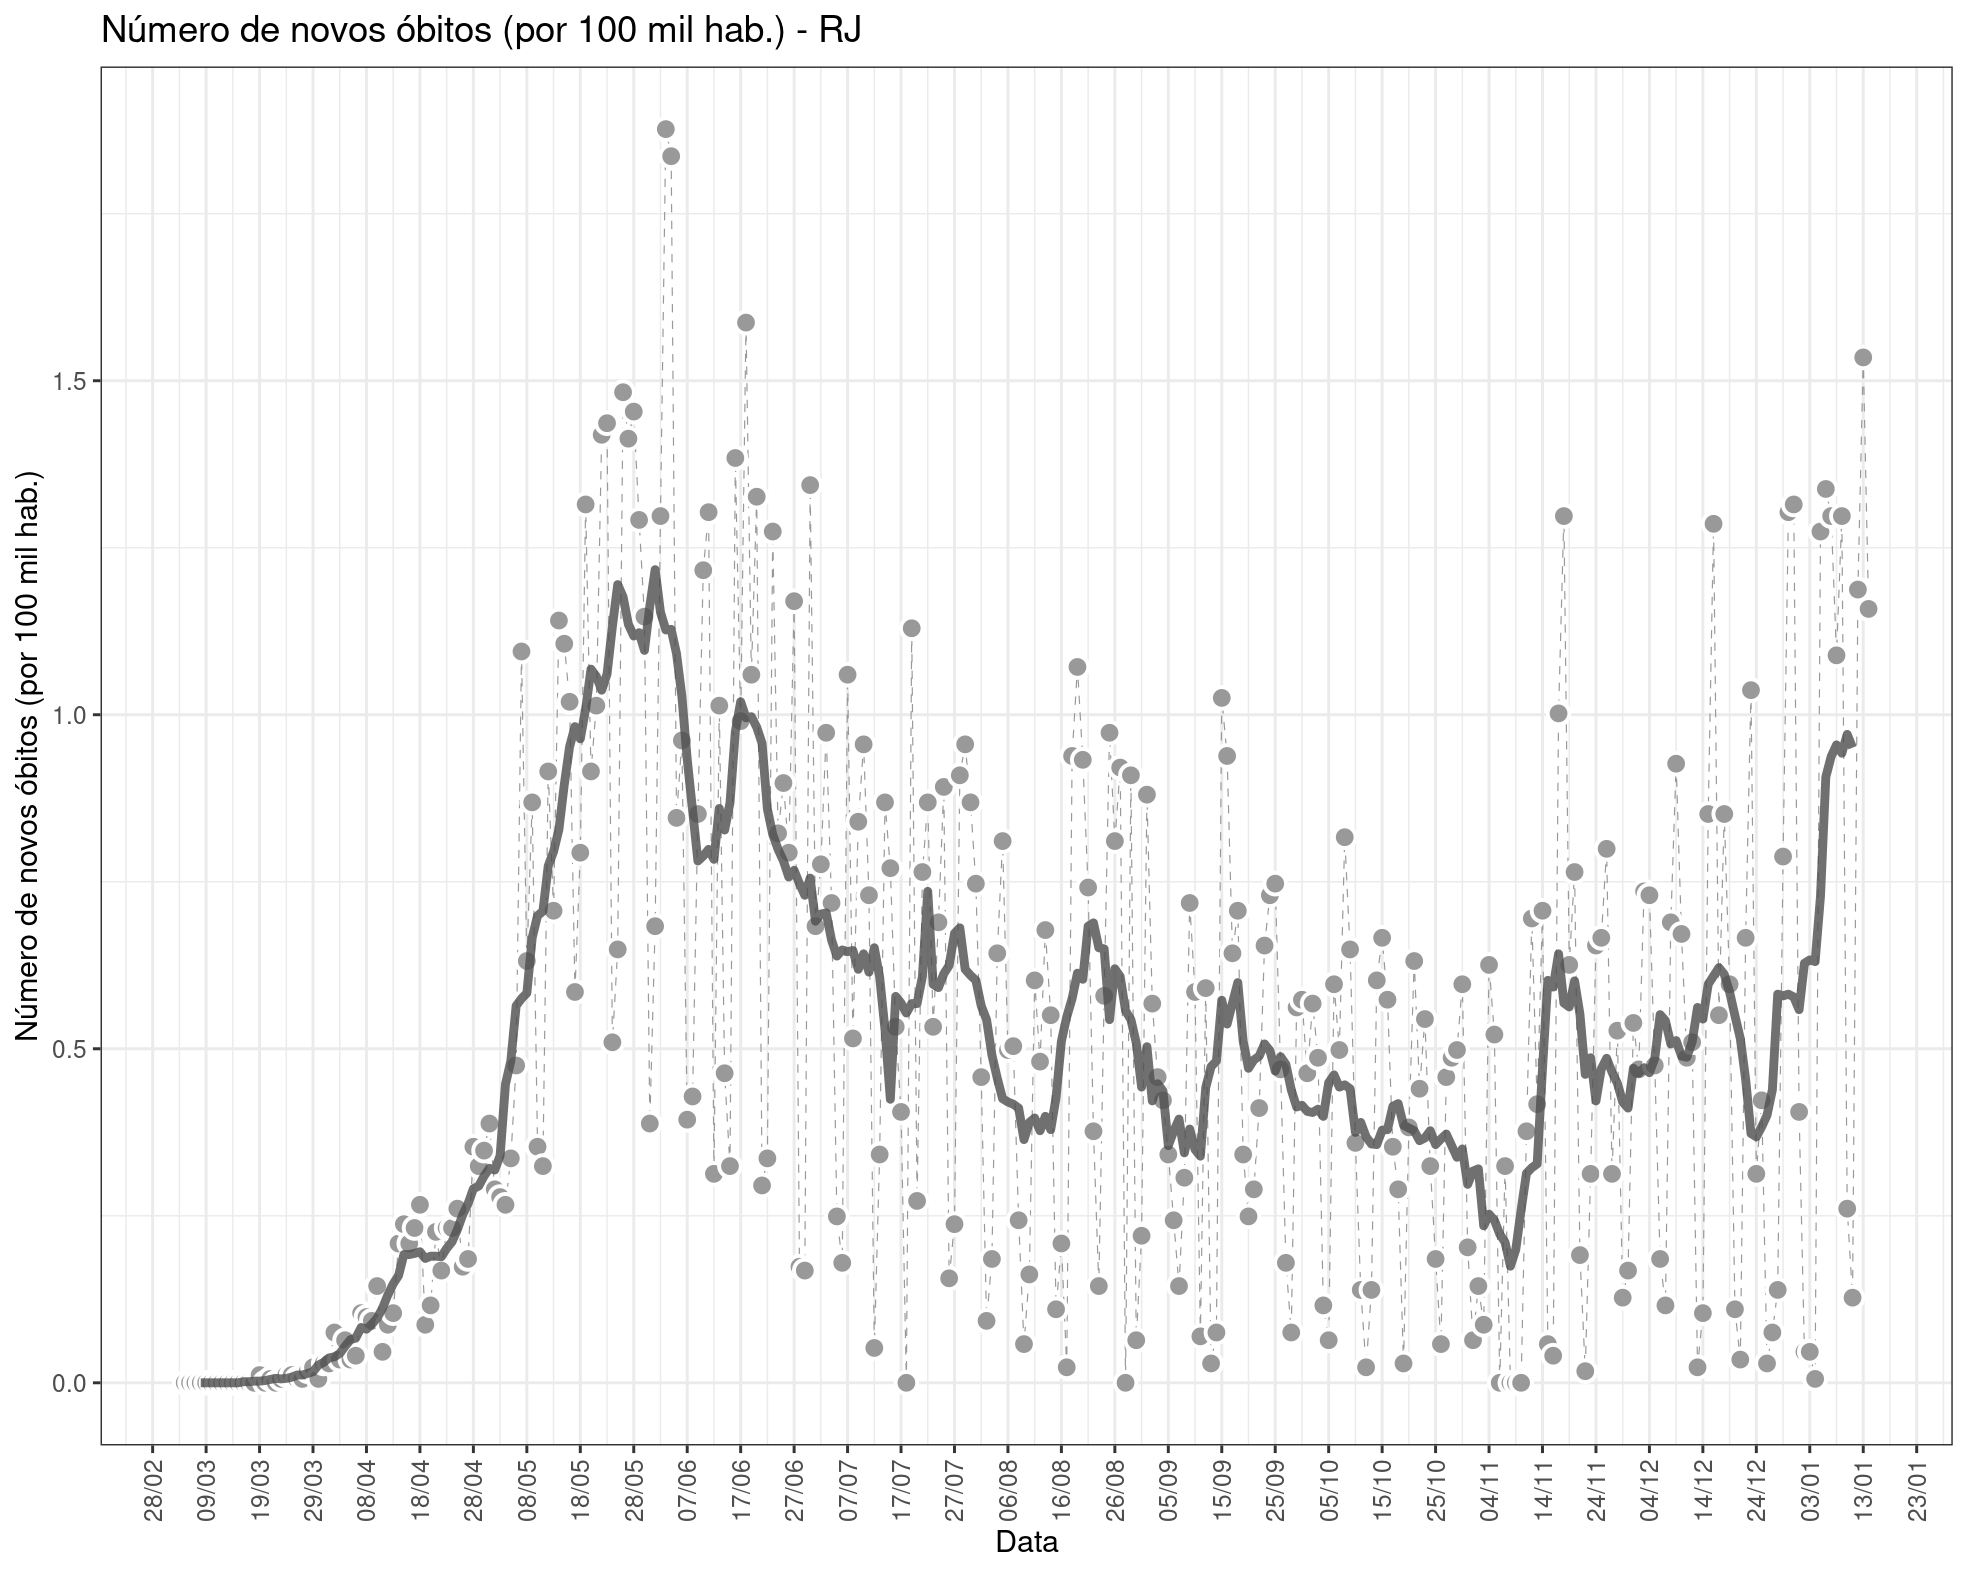 Número de novos óbitos (por 100 mil hab.) - RJ
Número de novos óbitos (por 100 mil hab.)
1.5
1.0
0.5
0.0
28/02 09/03 19/03 29/03 08/04 18/04 28/04 08/05 18/05 28/05 07/06 17/06 27/06 07/07 17/07 27/07 06/08 16/08 26/08 05/09 15/09 25/09 05/10 15/10 25/10 04/11 14/11 24/11 04/12 14/12 24/12 03/01 13/01 23/01
Data